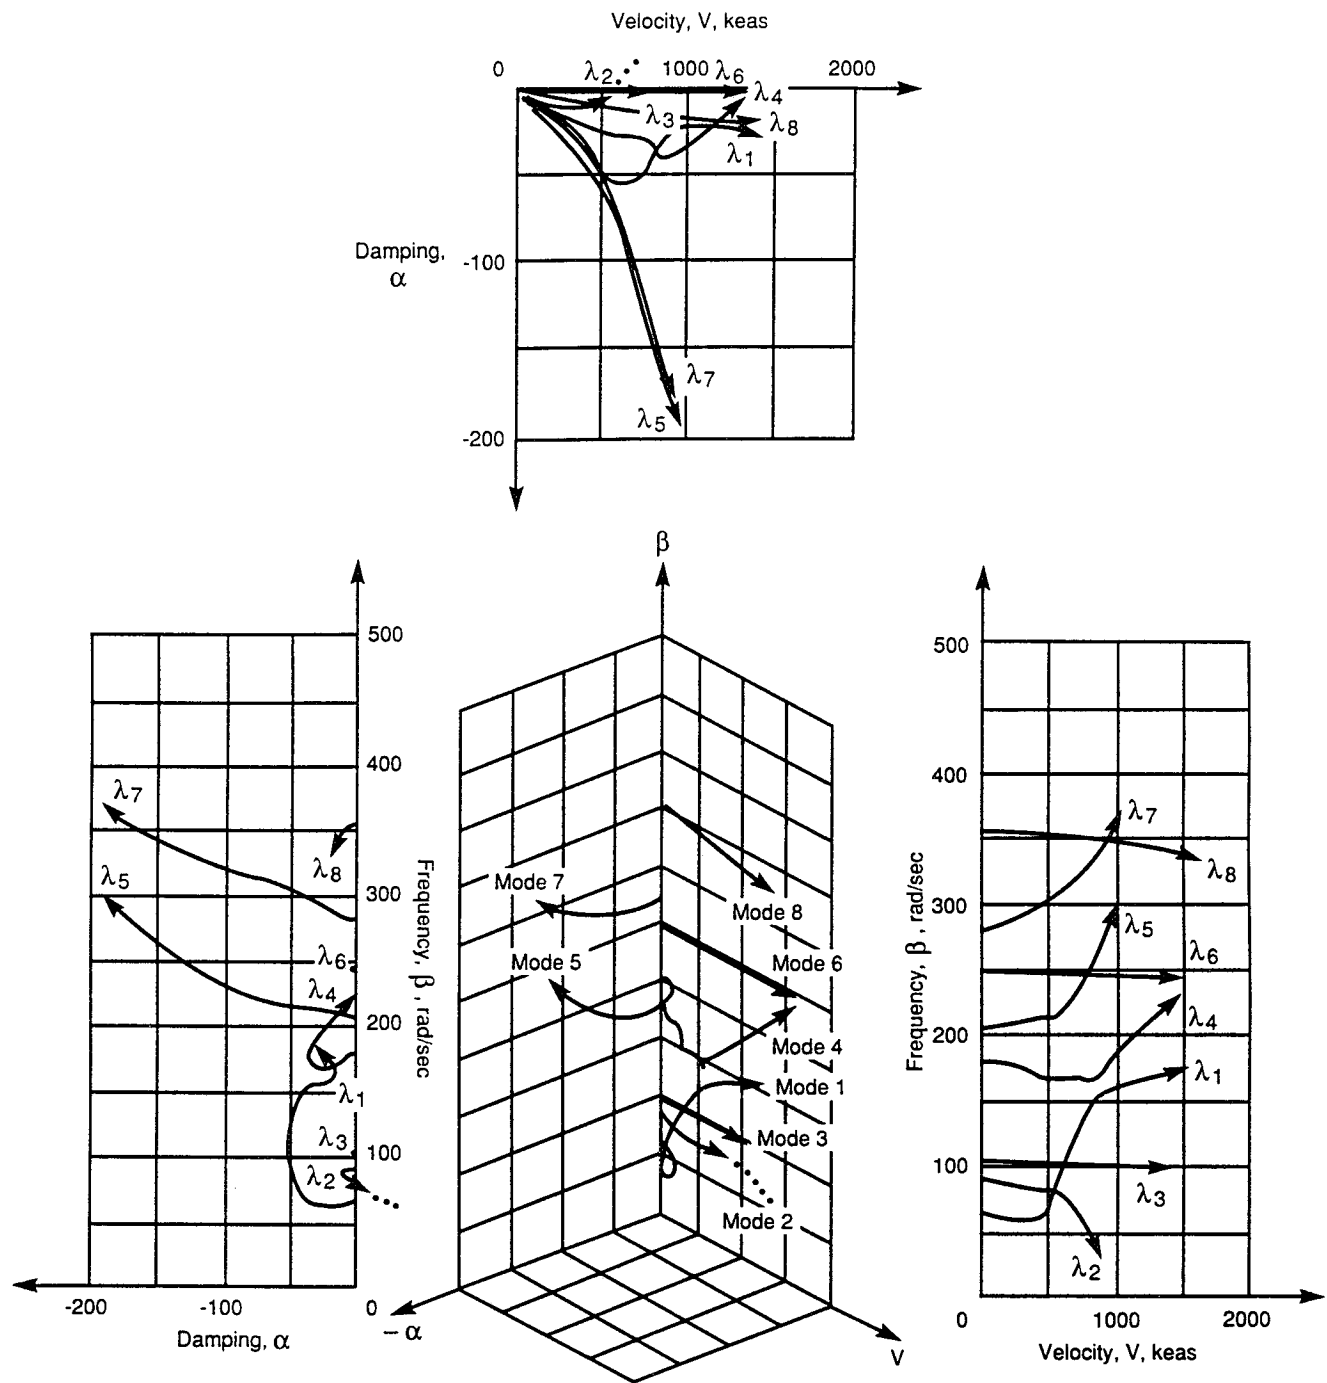 Velocity, V, keas
0
λ2
1000
λ6
2000
λ4
λ3
λ8
λ1
Damping,
α
-100
λ7
λ5
-200
β
500
400
λ7
λ8
λ5
300
λ6
λ4
200
λ1
λ3
100
λ2
-200
-100
0
Damping, α
Frequency, β, rad/sec
Mode 7
Mode 8
Mode 5
Mode 6
Mode 4
Mode 1
Mode 3
Mode 2
– α
V
500
400
λ7
λ8
300
λ5
λ6
λ4
200
λ1
100
λ3
λ2
0
1000
2000
Velocity, V, keas
Frequency, β, rad/sec